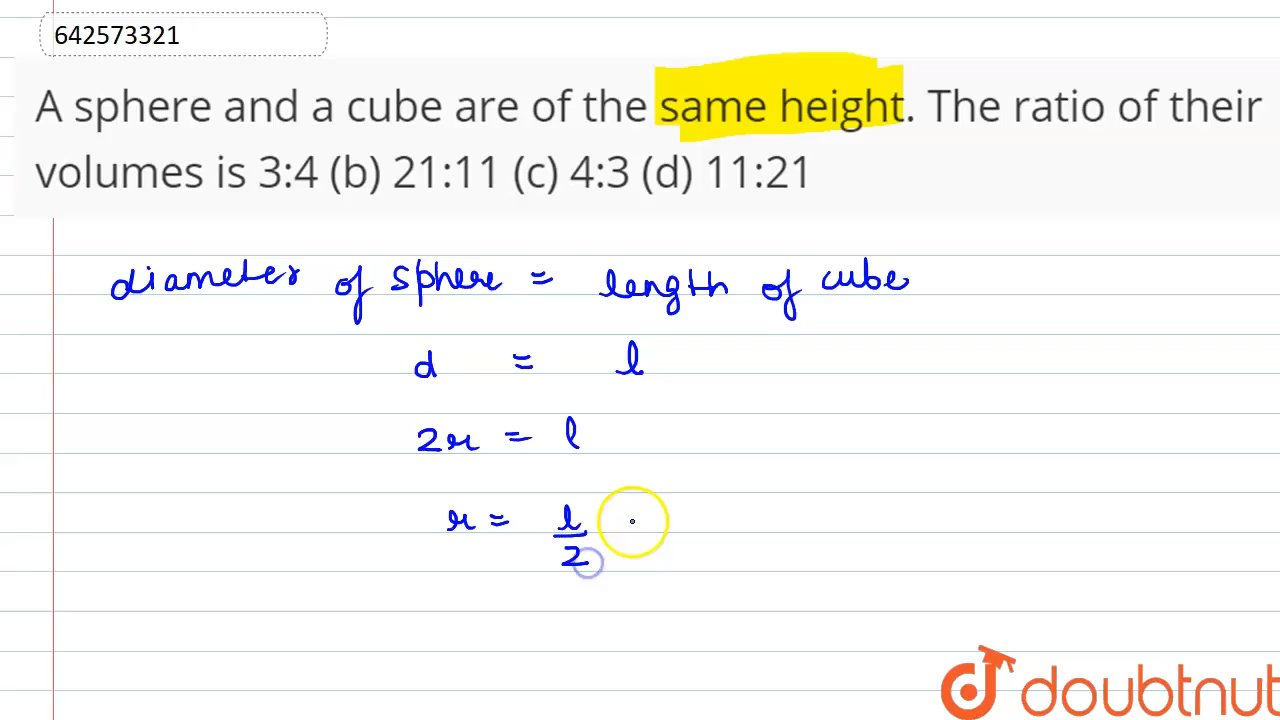 642573321
A sphere and a cube are of the same height. The ratio of their
volumes is 3:4 (b) 21:11 (c) 4:3 (d) 11:21
diameter of sphere = length of cube
d = l
2r = l
r = l/2
doubtnut